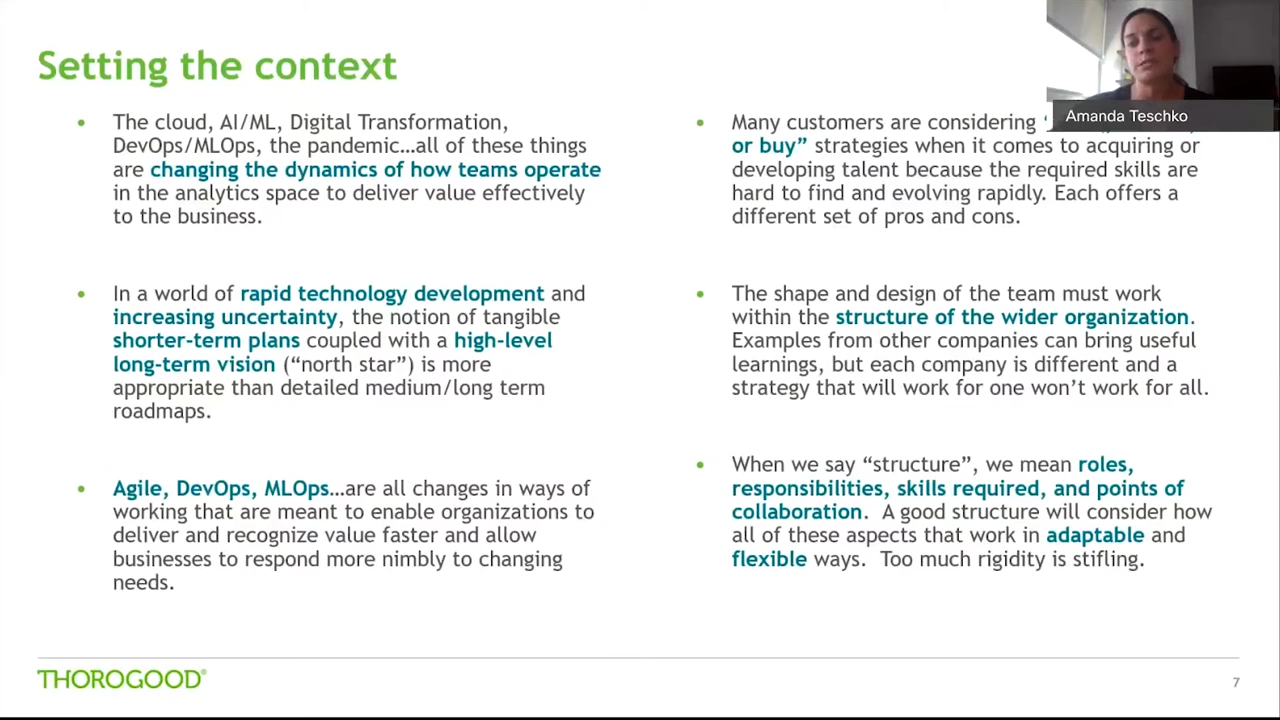 Setting the context
Amanda Teschko
• The cloud, AI/ML, Digital Transformation,
DevOps/MLOps, the pandemic…all of these things
are changing the dynamics of how teams operate
in the analytics space to deliver value effectively
to the business.
• In a world of rapid technology development and
increasing uncertainty, the notion of tangible
shorter-term plans coupled with a high-level
long-term vision (“north star”) is more
appropriate than detailed medium/long term
roadmaps.
• Agile, DevOps, MLOps…are all changes in ways of
working that are meant to enable organizations to
deliver and recognize value faster and allow
businesses to respond more nimbly to changing
needs.
• Many customers are considering
or buy” strategies when it comes to acquiring or
developing talent because the required skills are
hard to find and evolving rapidly. Each offers a
different set of pros and cons.
• The shape and design of the team must work
within the structure of the wider organization.
Examples from other companies can bring useful
learnings, but each company is different and a
strategy that will work for one won’t work for all.
• When we say “structure”, we mean roles,
responsibilities, skills required, and points of
collaboration. A good structure will consider how
all of these aspects that work in adaptable and
flexible ways. Too much rigidity is stifling.
THOROGOOD®
7